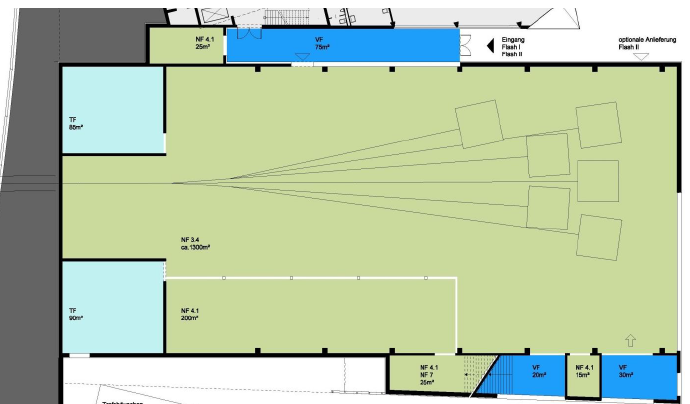 NF 4.1
25m²
VF
75m²
Eingang
Flash I
Flash II
optionale Anlieferung
Flash II
TF
85m²
NF 3.4
ca.1300m²
TF
90m²
NF 4.1
200m²
NF 4.1
NF 7
25m²
VF
20m²
NF 4.1
15m²
VF
30m²